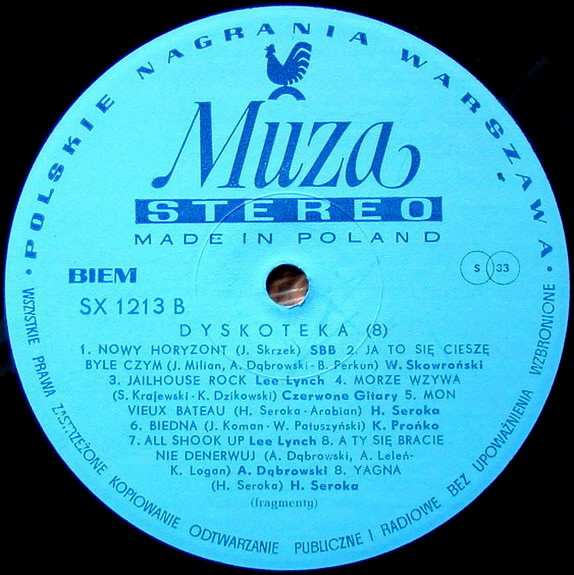 • POLSKIE NAGRANIA WARSZAWA •
Muza
STEREO
MADE IN POLAND
BIEM
S 33
SX 1213 B
DYSKOTEKA (8)
1. NOWY HORYZONT (J. Skrzek) SBB 2. JA TO SIĘ CIESZĘ
BYLE CZYM (J. Milian, A. Dąbrowski-B. Perkun) W. Skowroński
3. JAILHOUSE ROCK Lee Lynch 4. MORZE WZYWA
(S. Krajewski-K. Dzikowski) Czerwone Gitary 5. MON
VIEUX BATEAU (H. Seroka-Arabian) H. Seroka
6. BIEDNA (J. Koman-W. Patuszyński) K. Prońko
7. ALL SHOOK UP Lee Lynch 8. A TY SIĘ BRACIE
NIE DENERWUJ (A. Dąbrowski, A. Leleń-
K. Logan) A. Dąbrowski 8. YAGNA
(H. Seroka) H. Seroka
(fragmenty)
WSZYSTKIE PRAWA ZASTRZEŻONE KOPIOWANIE ODTWARZANIE PUBLICZNE I RADIOWE BEZ UPOWAŻNIENIA WZBRONIONE